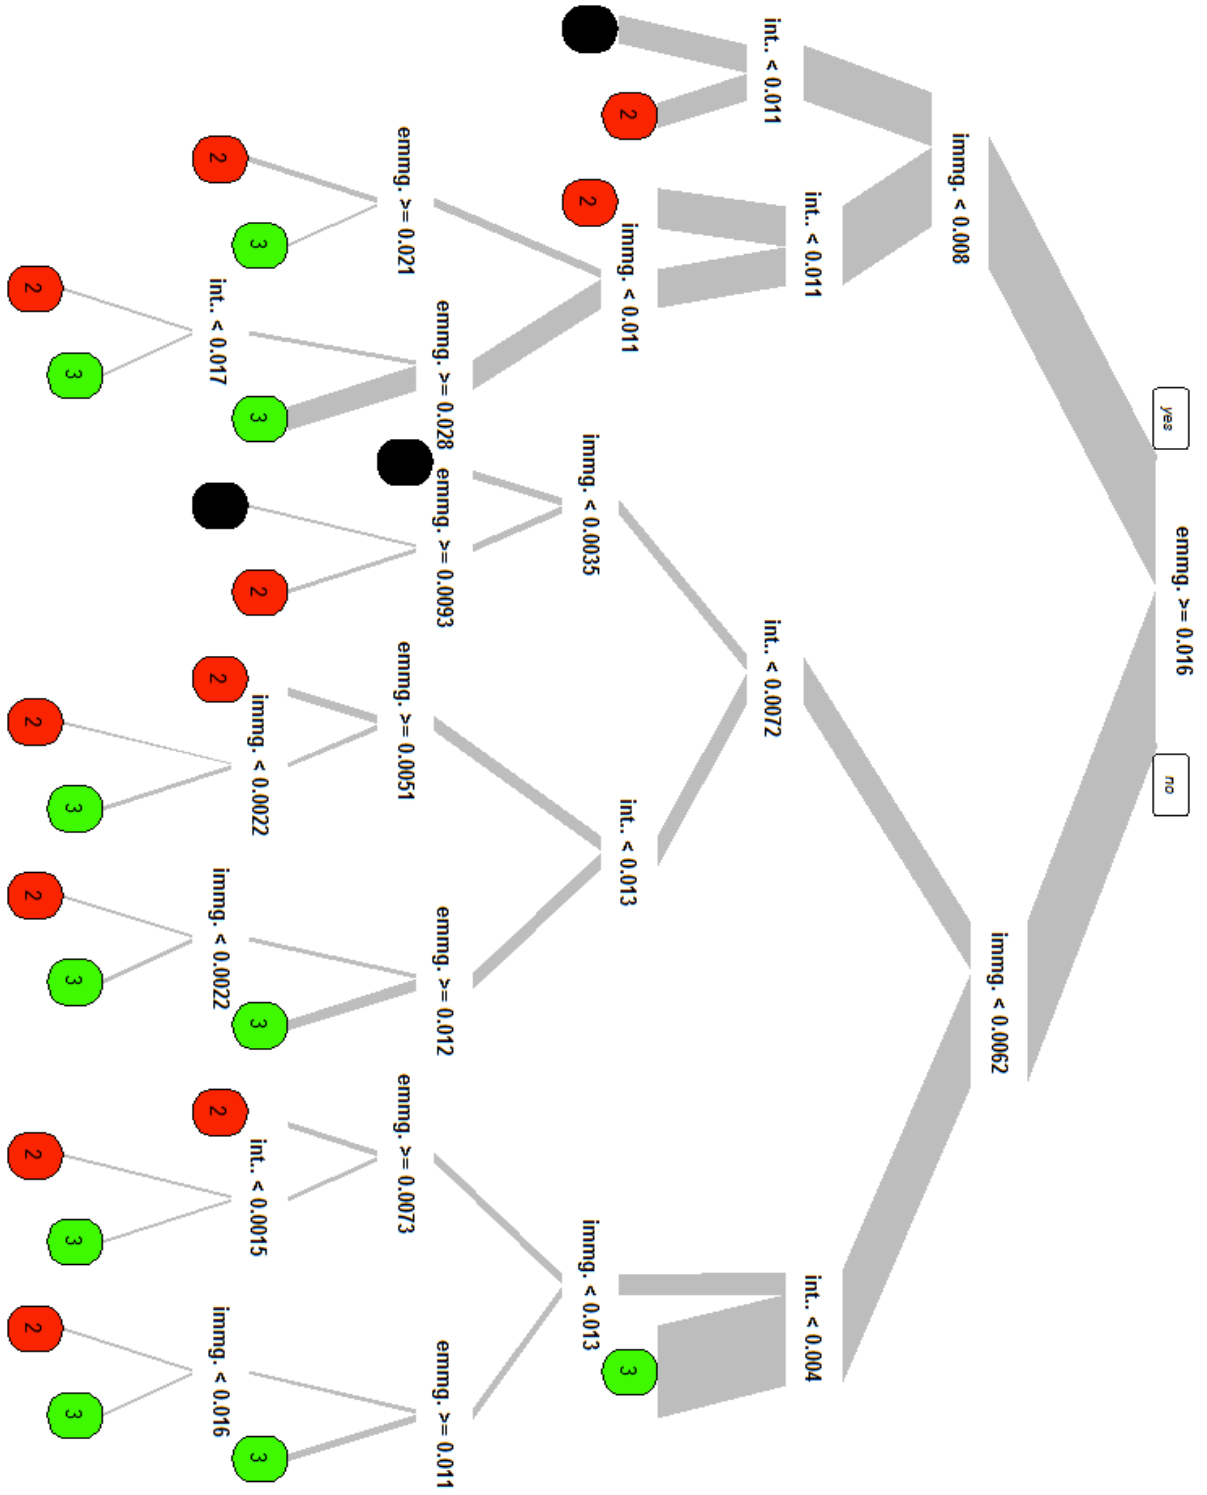 emmg. >= 0.016
yes
no
immg. < 0.0062
immg. < 0.008
int.. < 0.011
int.. < 0.004
int.. < 0.011
int.. < 0.0072
2
immg. < 0.011
int.. < 0.013
3
2
immg. < 0.0035
immg. < 0.013
emmg. >= 0.028
emmg. >= 0.0093
emmg. >= 0.012
emmg. >= 0.011
emmg. >= 0.021
emmg. >= 0.0051
emmg. >= 0.0073
3
3
2
immg. < 0.0022
3
int.. < 0.0015
3
2
int.. < 0.017
2
immg. < 0.0022
2
immg. < 0.016
3
3
3
3
3
2
2
2
2
2